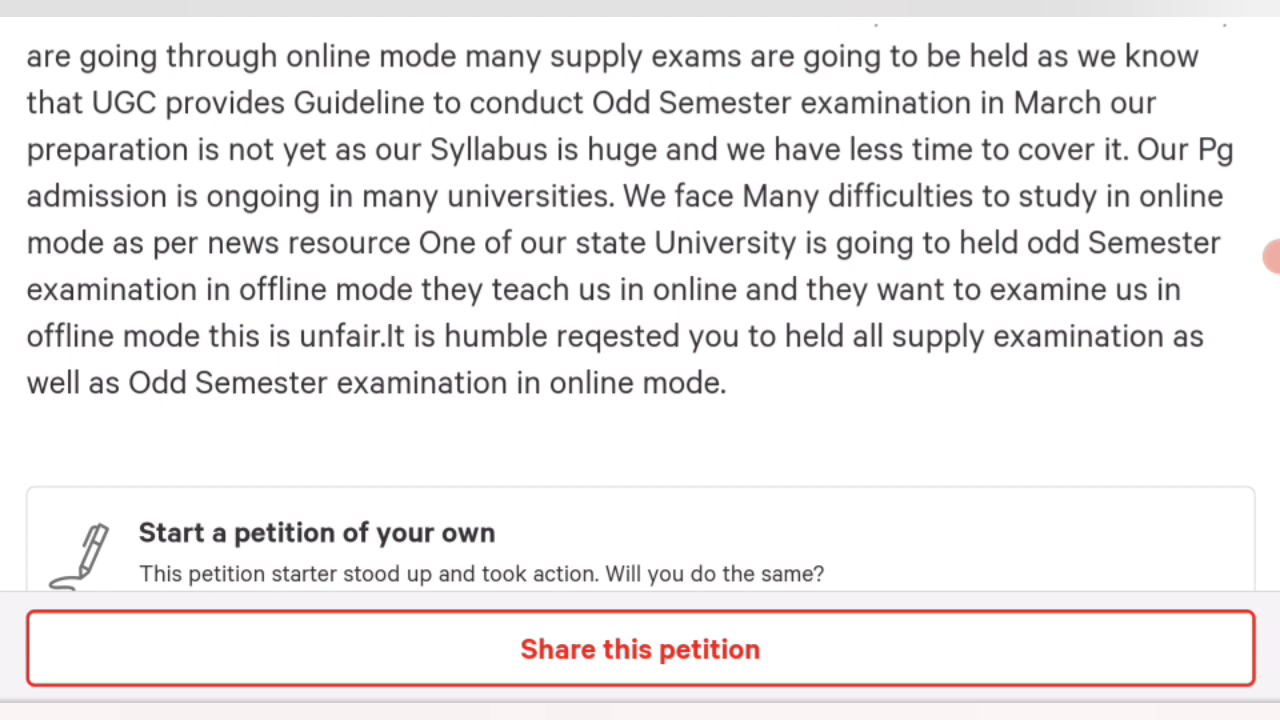 are going through online mode many supply exams are going to be held as we know
that UGC provides Guideline to conduct Odd Semester examination in March our
preparation is not yet as our Syllabus is huge and we have less time to cover it. Our Pg
admission is ongoing in many universities. We face Many difficulties to study in online
mode as per news resource One of our state University is going to held odd Semester
examination in offline mode they teach us in online and they want to examine us in
offline mode this is unfair.It is humble reqested you to held all supply examination as
well as Odd Semester examination in online mode.
Start a petition of your own
This petition starter stood up and took action. Will you do the same?
Share this petition